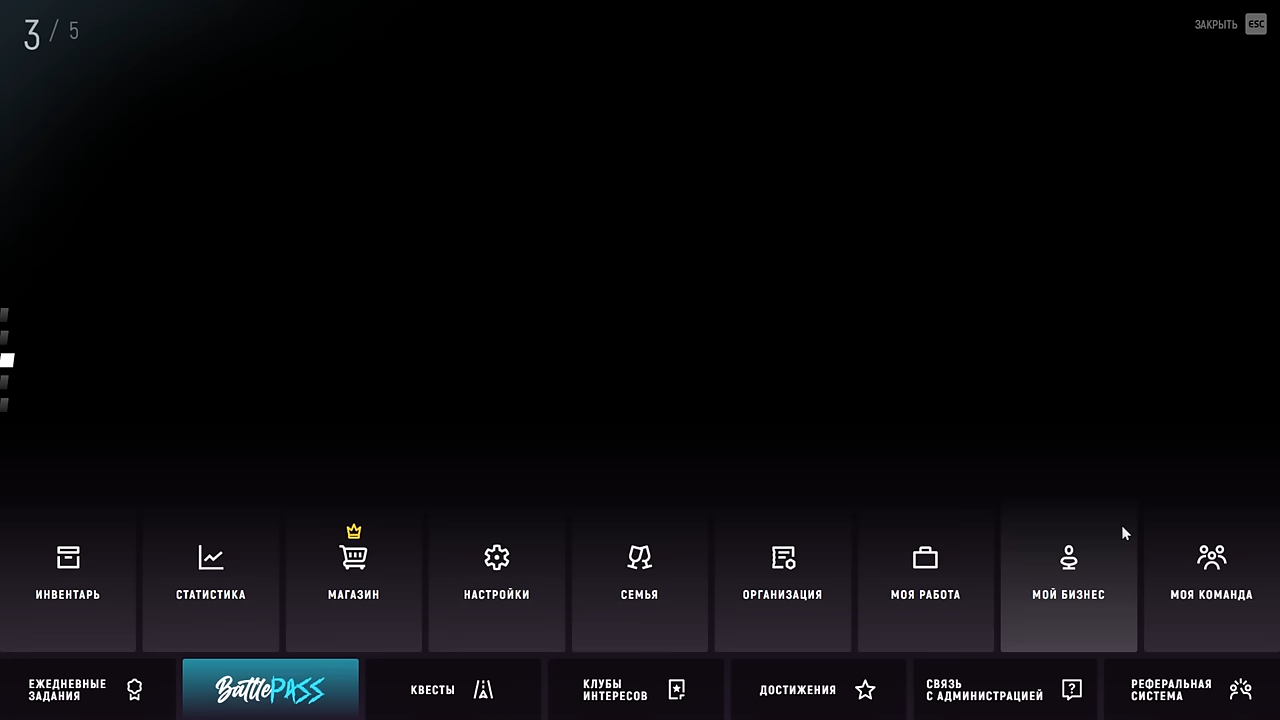 3 / 5
ЗАКРЫТЬ ESC
ИНВЕНТАРЬ
СТАТИСТИКА
МАГАЗИН
НАСТРОЙКИ
СЕМЬЯ
ОРГАНИЗАЦИЯ
МОЯ РАБОТА
МОЙ БИЗНЕС
МОЯ КОМАНДА
ЕЖЕДНЕВНЫЕ
ЗАДАНИЯ
BattlePASS
КВЕСТЫ
КЛУБЫ
ИНТЕРЕСОВ
ДОСТИЖЕНИЯ
СВЯЗЬ
С АДМИНИСТРАЦИЕЙ
РЕФЕРАЛЬНАЯ
СИСТЕМА